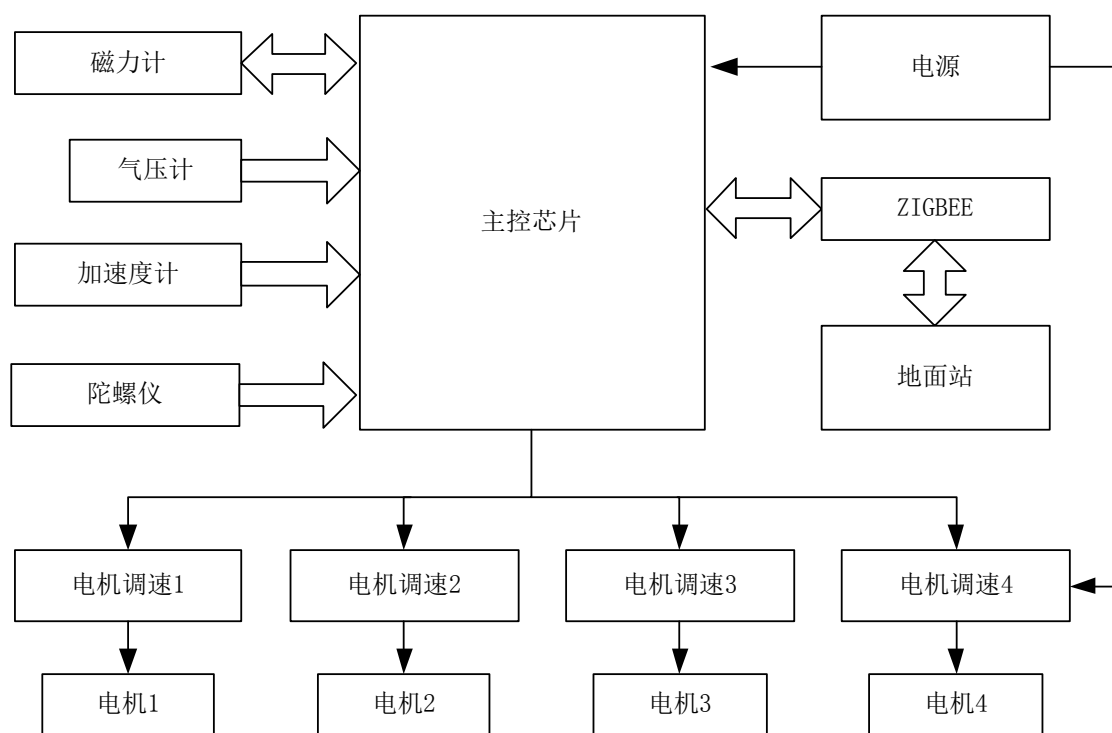 磁力计
电源
气压计
ZIGBEE
主控芯片
加速度计
地面站
陀螺仪
电机调速1
电机调速2
电机调速3
电机调速4
电机1
电机2
电机3
电机4